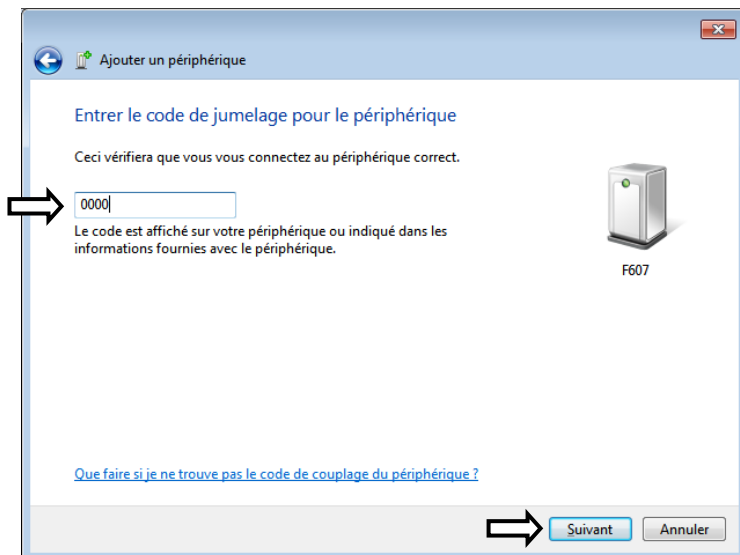 Ajouter un périphérique
Entrer le code de jumelage pour le périphérique
Ceci vérifiera que vous vous connectez au périphérique correct.
0000
Le code est affiché sur votre périphérique ou indiqué dans les
informations fournies avec le périphérique.
F607
Que faire si je ne trouve pas le code de couplage du périphérique ?
Suivant
Annuler